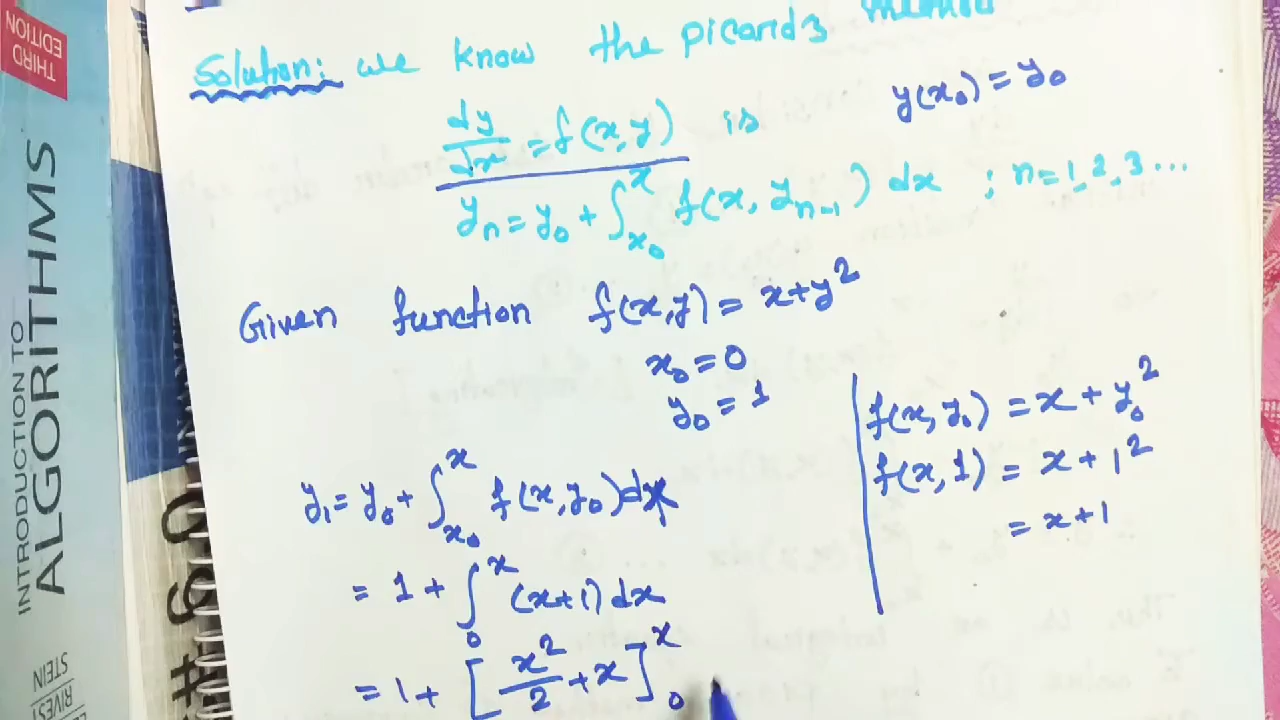 Solution: we know the picards method
dy/dx = f(x,y) is y(x₀) = y₀
yₙ = y₀ + ∫ₓ₀ˣ f(x, yₙ₋₁) dx ; n=1,2,3...
Given function f(x,y) = x+y²
x₀ = 0
y₀ = 1
y₁ = y₀ + ∫ₓ₀ˣ f(x,y₀)dx
= 1 + ∫₀ˣ (x+1) dx
= 1 + [x²/2 + x]₀ˣ
f(x,y₀) = x + y₀²
f(x,1) = x + 1²
= x+1
THIRD
EDITION
INTRODUCTION TO
ALGORITHMS
RIVEST
STEIN